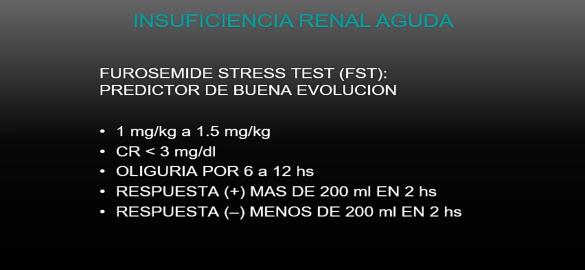 INSUFICIENCIA RENAL AGUDA
FUROSEMIDE STRESS TEST (FST):
PREDICTOR DE BUENA EVOLUCION
• 1 mg/kg a 1.5 mg/kg
• CR < 3 mg/dl
• OLIGURIA POR 6 a 12 hs
• RESPUESTA (+) MAS DE 200 ml EN 2 hs
• RESPUESTA (–) MENOS DE 200 ml EN 2 hs